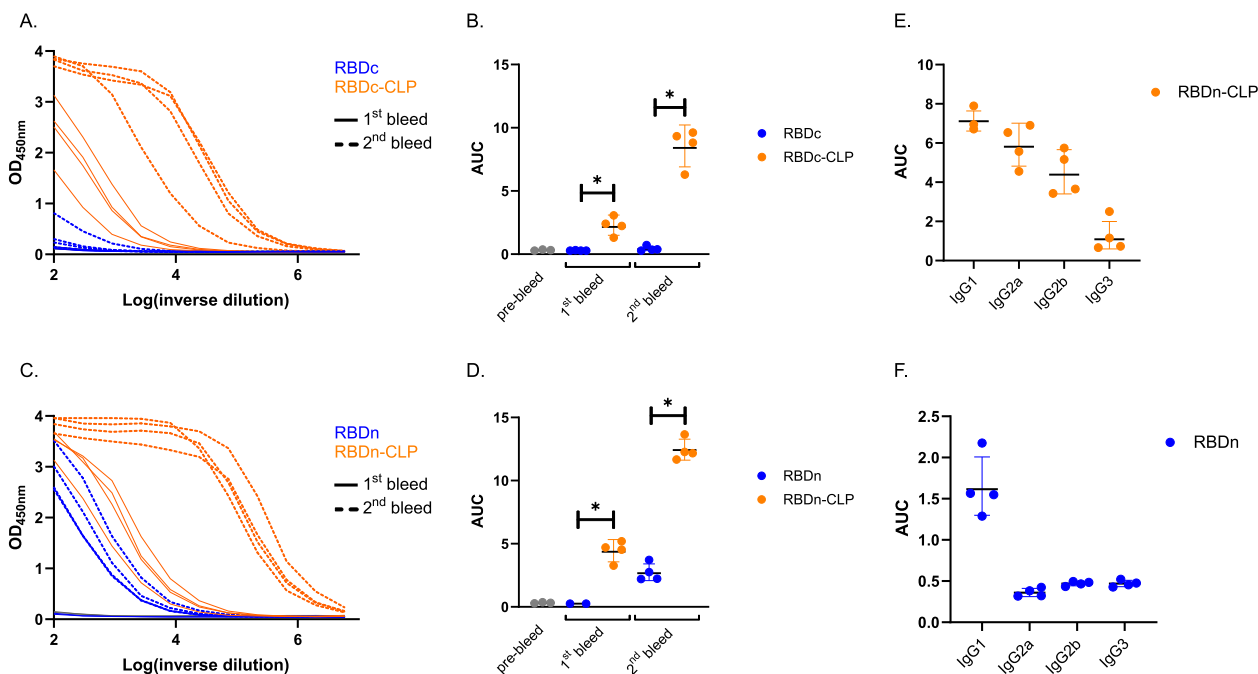 A.
4
3
2
1
0
OD450nm
2
4
6
Log(inverse dilution)
RBDc
RBDc-CLP
1st bleed
2nd bleed
B.
15
10
5
0
AUC
*
*
pre-bleed
1st bleed
2nd bleed
RBDc
RBDc-CLP
E.
10
8
6
4
2
0
AUC
IgG1
IgG2a
IgG2b
IgG3
RBDn-CLP
C.
4
3
2
1
0
OD450nm
2
4
6
Log(inverse dilution)
RBDn
RBDn-CLP
1st bleed
2nd bleed
D.
15
10
5
0
AUC
*
*
pre-bleed
1st bleed
2nd bleed
RBDn
RBDn-CLP
F.
2.5
2.0
1.5
1.0
0.5
0.0
AUC
IgG1
IgG2a
IgG2b
IgG3
RBDn